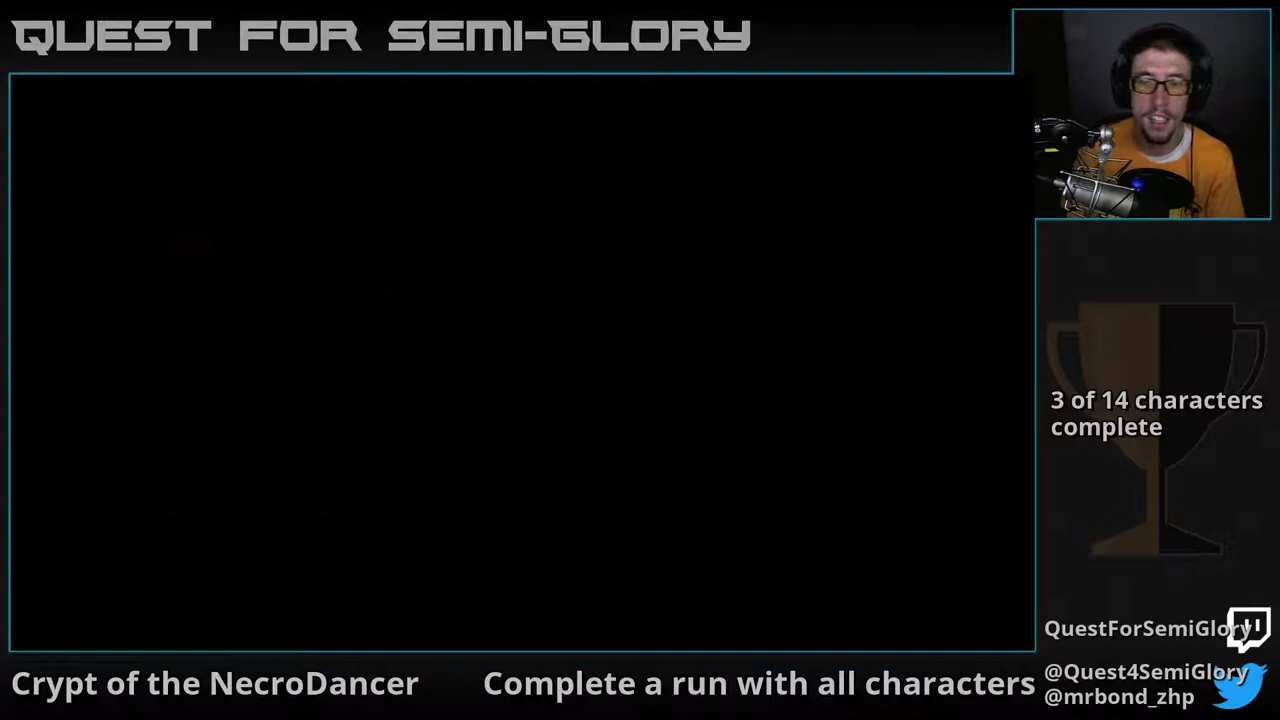 QUEST FOR SEMI-GLORY
3 of 14 characters
complete
QuestForSemiGlory
@Quest4SemiGlory
@mrbond_zhp
Crypt of the NecroDancer
Complete a run with all characters